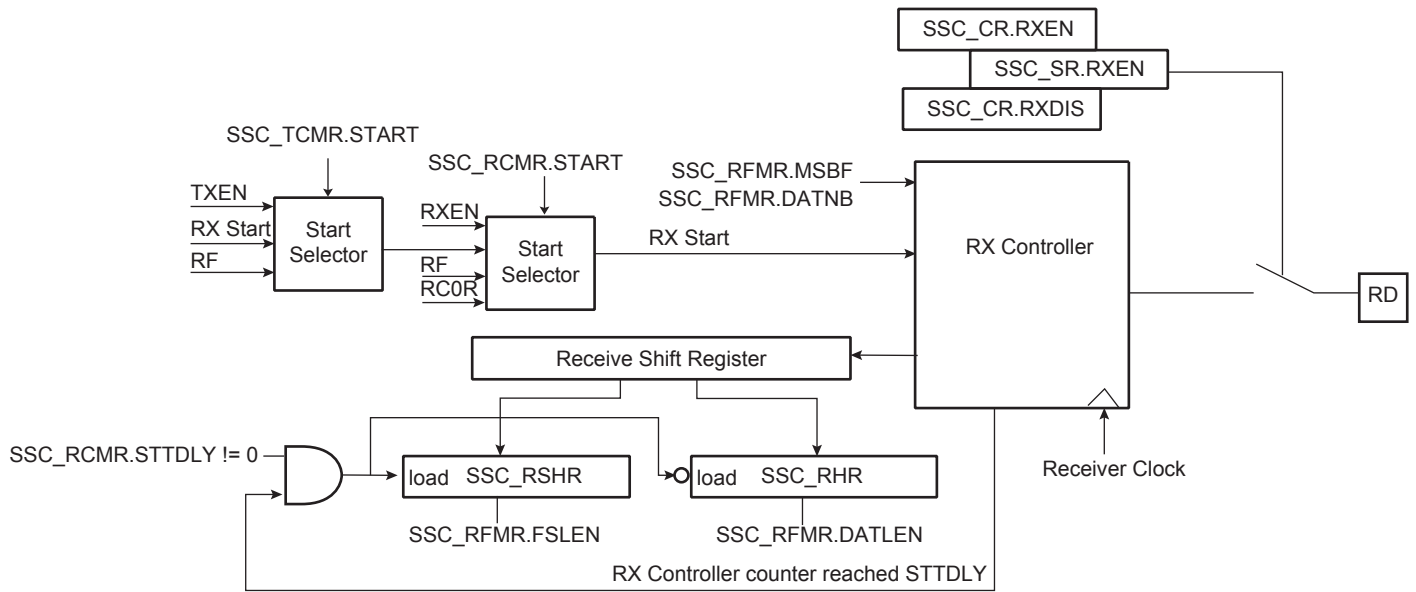 SSC_CR.RXEN
SSC_SR.RXEN
SSC_CR.RXDIS
SSC_TCMR.START
SSC_RCMR.START
SSC_RFMR.MSBF
SSC_RFMR.DATNB
TXEN
RX Start
RF
Start
Selector
RXEN
RF
RC0R
Start
Selector
RX Start
RX Controller
RD
Receive Shift Register
SSC_RCMR.STTDLY != 0
load SSC_RSHR
load SSC_RHR
Receiver Clock
SSC_RFMR.FSLEN
SSC_RFMR.DATLEN
RX Controller counter reached STTDLY